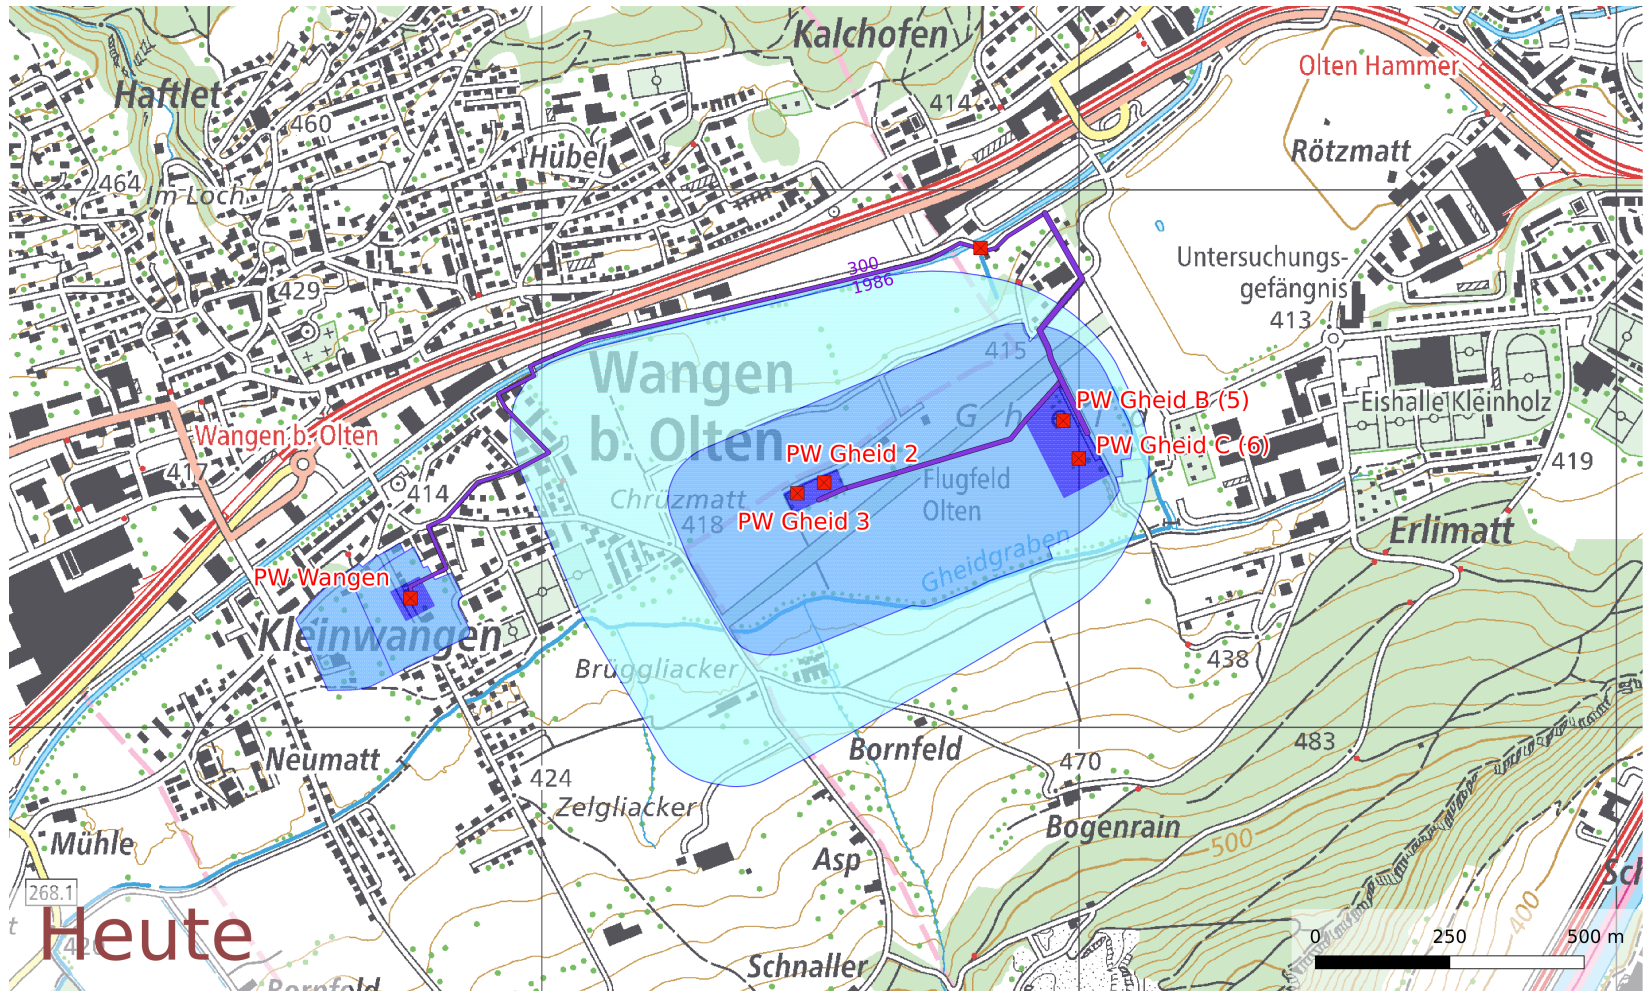 Kalchofen
Olten Hammer
Haftlet
414
460
Hübel
Rötzmatt
464
Im Loch
Untersuchungs-
gefängnis
300
1986
429
413
415
Wangen
b. Olten
PW Gheid B (5)
Eishalle Kleinholz
G h
Wangen b. Olten
PW Gheid C (6)
PW Gheid 2
417
419
Flugfeld
Olten
414
Chrüzmatt
PW Gheid 3
418
Erlimatt
Gheidgraben
PW Wangen
Kleinwangen
438
Brüggliacker
483
Bornfeld
Neumatt
470
424
Zelgliacker
Bogenrain
500
Mühle
Asp
268.1
Sch
400
Heute
420
t
0
250
500 m
Schnaller
Bornfeld